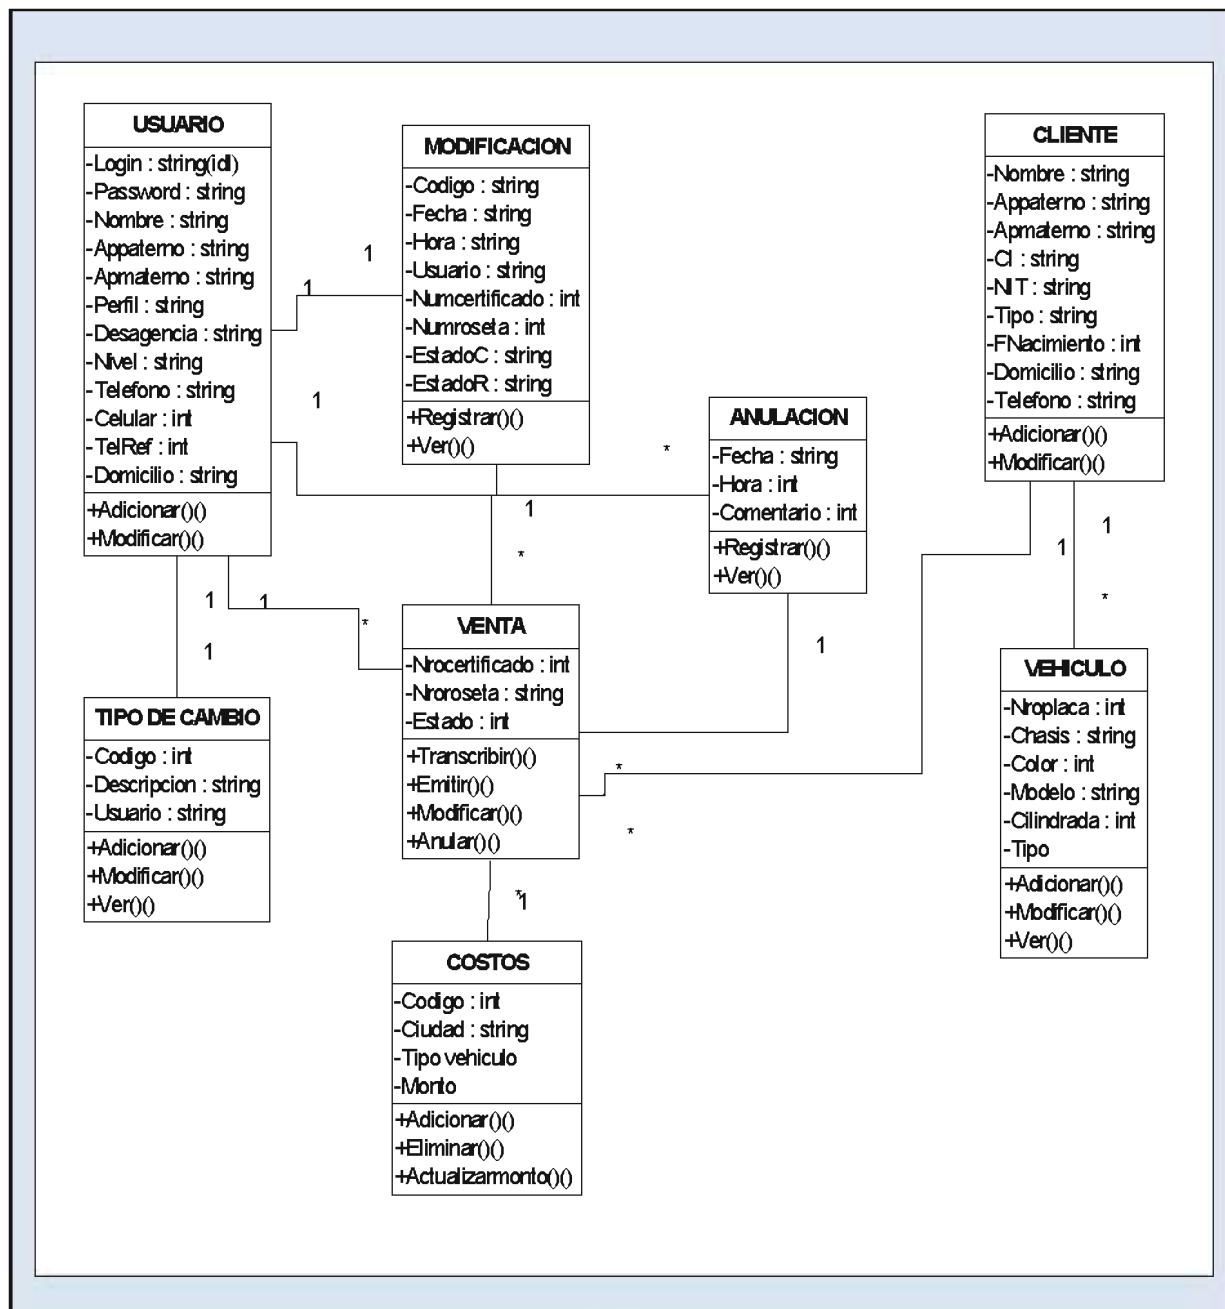 USUARIO
-Login : string(idl)
-Password : string
-Nombre : string
-Appaterno : string
-Apmaterno : string
-Perfil : string
-Desagencia : string
-Nivel : string
-Telefono : string
-Celular : int
-TelRef : int
-Domicilio : string
+Adicionar()()
+Modificar()()
MODIFICACION
-Codigo : string
-Fecha : string
-Hora : string
-Usuario : string
-Numcertificado : int
-Numroseta : int
-EstadoC : string
-EstadoR : string
+Registrar()()
+Ver()()
CLIENTE
-Nombre : string
-Appaterno : string
-Apmaterno : string
-CI : string
-NIT : string
-Tipo : string
-FNacimiento : int
-Domicilio : string
-Telefono : string
+Adicionar()()
+Modificar()()
1
1
1
*
ANULACION
-Fecha : string
-Hora : int
-Comentario : int
+Registrar()()
+Ver()()
1
*
1
1
*
1
1
*
1
1
VENTA
-Nrocertificado : int
-Nroroseta : string
-Estado : int
+Transcribir()()
+Emitir()()
+Modificar()()
+Anular()()
1
*
*
TIPO DE CAMBIO
-Codigo : int
-Descripcion : string
-Usuario : string
+Adicionar()()
+Modificar()()
+Ver()()
VEHICULO
-Nroplaca : int
-Chasis : string
-Color : int
-Modelo : string
-Cilindrada : int
-Tipo
+Adicionar()()
+Modificar()()
+Ver()()
*
1
COSTOS
-Codigo : int
-Ciudad : string
-Tipo vehiculo
-Monto
+Adicionar()()
+Eliminar()()
+Actualizarmonto()()